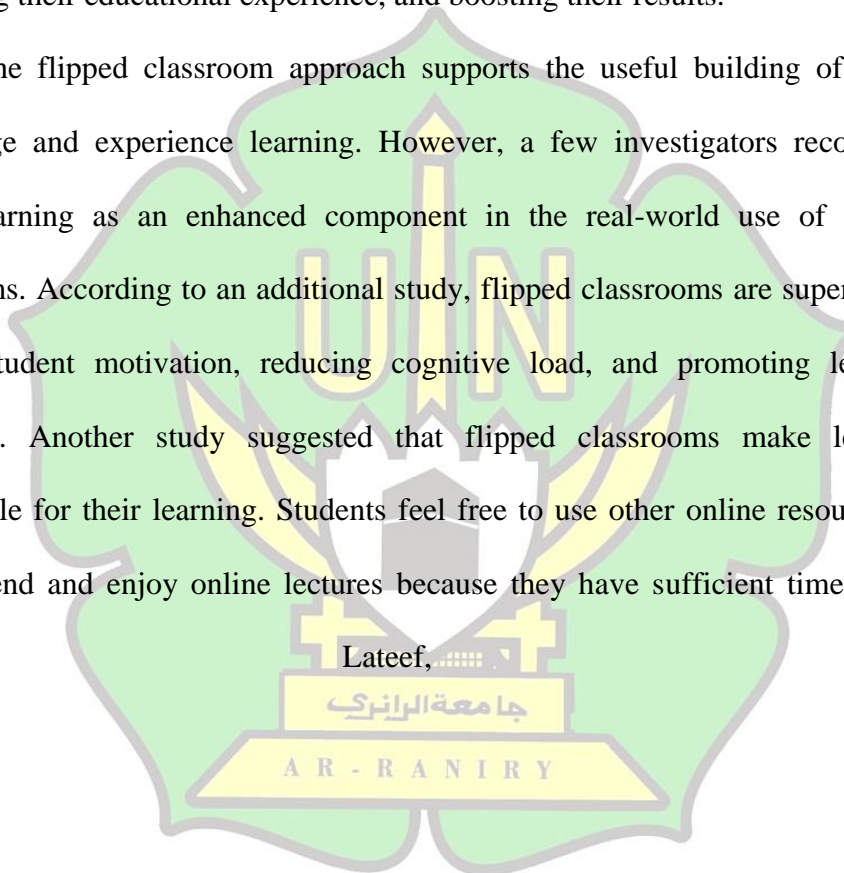 ng their educational experience, and boosting their results.
ne flipped classroom approach supports the useful building of
ge and experience learning. However, a few investigators reco
arning as an enhanced component in the real-world use of
ns. According to an additional study, flipped classrooms are super
tudent motivation, reducing cognitive load, and promoting le
. Another study suggested that flipped classrooms make le
le for their learning. Students feel free to use other online resou
end and enjoy online lectures because they have sufficient time
Lateef,
UIN
جامعة الرانري
AR-RANIRY